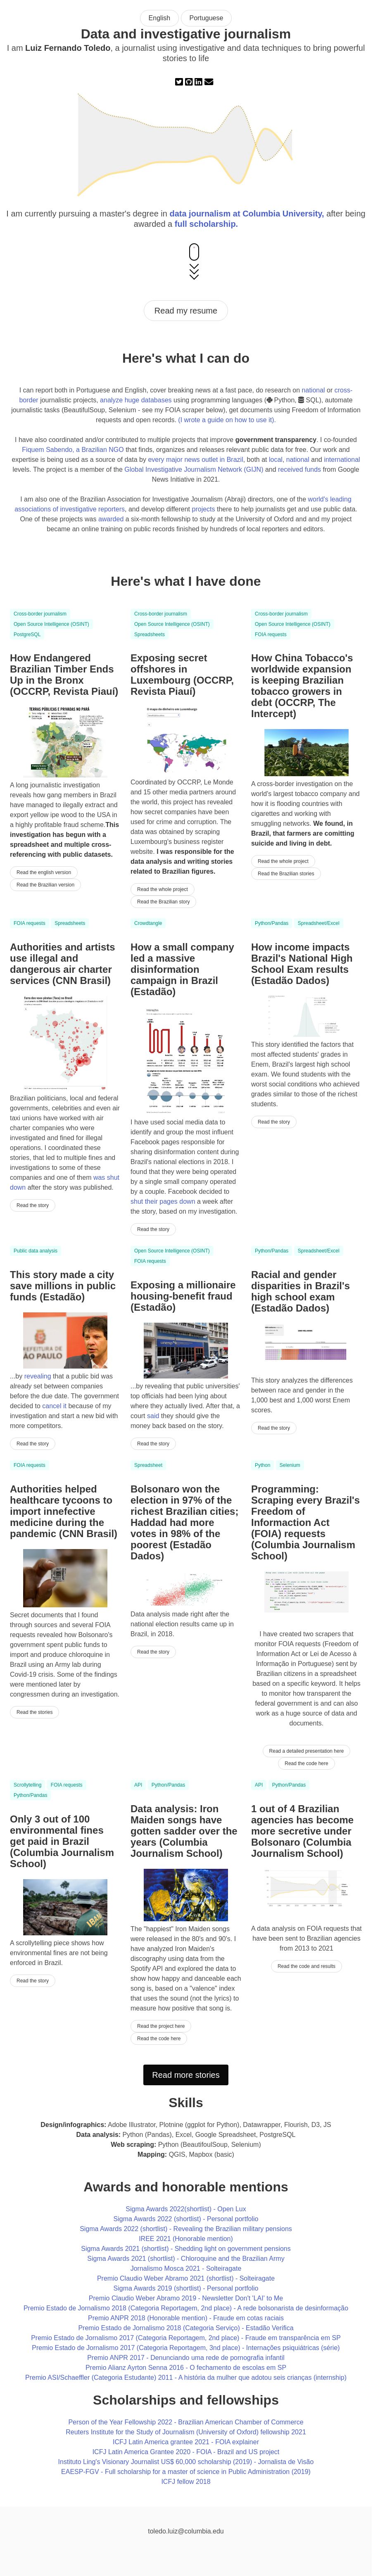 English
Portuguese
Data and investigative journalism
I am Luiz Fernando Toledo, a journalist using investigative and data techniques to bring powerful
stories to life
I am currently pursuing a master's degree in data journalism at Columbia University, after being
awarded a full scholarship.
Read my resume
Here's what I can do
I can report both in Portuguese and English, cover breaking news at a fast pace, do research on national or cross-
border journalistic projects, analyze huge databases using programming languages ( Python, SQL), automate
journalistic tasks (BeautifulSoup, Selenium - see my FOIA scraper below), get documents using Freedom of Information
requests and open records. (I wrote a guide on how to use it).
I have also coordinated and/or contributed to multiple projects that improve government transparency. I co-founded
Fiquem Sabendo, a Brazilian NGO that finds, organizes and releases relevant public data for free. Our work and
expertise is being used as a source of data by every major news outlet in Brazil, both local, national and international
levels. The projects is a member of the Global Investigative Journalism Network (GIJN) and received funds from Google
News Initiative in 2021.
I am also one of the Brazilian Association for Investigative Journalism (Abraji) directors, one of the world's leading
associations of investigative reporters, and develop different projects there to help journalists get and use public data.
One of these projects was awarded a six-month fellowship to study at the University of Oxford and and my project
became an online training on public records finished by hundreds of local reporters and editors.
Here's what I have done
Cross-border journalism
Open Source Intelligence (OSINT)
PostgreSQL
How Endangered
Brazilian Timber Ends
Up in the Bronx
(OCCRP, Revista Piauí)
TERRAS PÚBLICAS E PRIVADAS NO PARÁ
A long journalistic investigation
reveals how gang members in Brazil
have managed to illegally extract and
export yellow ipe wood to the USA in
a highly profitable fraud scheme.This
investigation has begun with a
spreadsheet and multiple cross-
referencing with public datasets.
Read the english version
Read the Brazilian version
Cross-border journalism
Open Source Intelligence (OSINT)
Spreadsheets
Exposing secret
offshores in
Luxembourg (OCCRP,
Revista Piauí)
O mapa do dinheiro em Luxemburgo
Coordinated by OCCRP, Le Monde
and 15 other media partners around
the world, this project has revealed
how secret companies have been
used for crime and corruption. The
data was obtained by scraping
Luxembourg's business register
website. I was responsible for the
data analysis and writing stories
related to Brazilian figures.
Read the whole project
Read the Brazilian story
Cross-border journalism
Open Source Intelligence (OSINT)
FOIA requests
How China Tobacco's
worldwide expansion
is keeping Brazilian
tobacco growers in
debt (OCCRP, The
Intercept)
A cross-border investigation on the
world's largest tobacco company and
how it is flooding countries with
cigarettes and working with
smuggling networks. We found, in
Brazil, that farmers are comitting
suicide and living in debt.
Read the whole project
Read the Brazilian stories
FOIA requests
Spreadsheets
Authorities and artists
use illegal and
dangerous air charter
services (CNN Brasil)
Brazilian politicians, local and federal
governments, celebrities an even air
taxi unions, have worked with air
charter companies who were
investigated and fined for illegal
operations. I coordinated these
stories, that led to multiple fines and
investigations to some of these
companies and one of them was shut
down after the story was published.
Read the story
Crowdtangle
How a small company
led a massive
disinformation
campaign in Brazil
(Estadão)
I have used social media data to
identify and group the most influent
Facebook pages responsible for
sharing disinformation content during
Brazil's national elections in 2018. I
found that they were being operated
by a single small company operated
by a couple. Facebook decided to
shut their pages down a week after
the story, based on my investigation.
Read the story
Python/Pandas
Spreadsheet/Excel
How income impacts
Brazil's National High
School Exam results
(Estadão Dados)
This story identified the factors that
most affected students' grades in
Enem, Brazil's largest high school
exam. We found students with the
worst social conditions who achieved
grades similar to those of the richest
students.
Read the story
Public data analysis
This story made a city
save millions in public
funds (Estadão)
PREFEITURA DE
ÃO PAULO
...by revealing that a public bid was
already set between companies
before the due date. The government
decided to cancel it because of my
investigation and start a new bid with
more competitors.
Read the story
Open Source Intelligence (OSINT)
FOIA requests
Exposing a millionaire
housing-benefit fraud
(Estadão)
...by revealing that public universities'
top officials had been lying about
where they actually lived. After that, a
court said they should give the
money back based on the story.
Read the story
Python/Pandas
Spreadsheet/Excel
Racial and gender
disparities in Brazil's
high school exam
(Estadão Dados)
This story analyzes the differences
between race and gender in the
1,000 best and 1,000 worst Enem
scores.
Read the story
FOIA requests
Authorities helped
healthcare tycoons to
import innefective
medicine during the
pandemic (CNN Brasil)
Secret documents that I found
through sources and several FOIA
requests revealed how Bolsonaro's
government spent public funds to
import and produce chloroquine in
Brazil using an Army lab during
Covid-19 crisis. Some of the findings
were mentioned later by
congressmen during an investigation.
Read the stories
Spreadsheet
Bolsonaro won the
election in 97% of the
richest Brazilian cities;
Haddad had more
votes in 98% of the
poorest (Estadão
Dados)
Data analysis made right after the
national election results came up in
Brazil, in 2018.
Read the story
Python
Selenium
Programming:
Scraping every Brazil's
Freedom of
Information Act
(FOIA) requests
(Columbia Journalism
School)
I have created two scrapers that
monitor FOIA requests (Freedom of
Information Act or Lei de Acesso à
Informação in Portuguese) sent by
Brazilian citizens in a spreadsheet
based on a specific keyword. It helps
to monitor how transparent the
federal government is and can also
work as a huge source of data and
documents.
Read a detailed presentation here
Read the code here
Scrollytelling
FOIA requests
Python/Pandas
Only 3 out of 100
environmental fines
get paid in Brazil
(Columbia Journalism
School)
IBAMA
A scrollytelling piece shows how
environmental fines are not being
enforced in Brazil.
Read the story
API
Python/Pandas
Data analysis: Iron
Maiden songs have
gotten sadder over the
years (Columbia
Journalism School)
The "happiest" Iron Maiden songs
were released in the 80's and 90's. I
have analyzed Iron Maiden's
discography using data from the
Spotify API and explored the data to
show how happy and danceable each
song is, based on a "valence" index
that uses the sound (not the lyrics) to
measure how positive that song is.
Read the project here
Read the code here
API
Python/Pandas
1 out of 4 Brazilian
agencies has become
more secretive under
Bolsonaro (Columbia
Journalism School)
A data analysis on FOIA requests that
have been sent to Brazilian agencies
from 2013 to 2021
Read the code and results
Read more stories
Skills
Design/infographics: Adobe Illustrator, Plotnine (ggplot for Python), Datawrapper, Flourish, D3, JS
Data analysis: Python (Pandas), Excel, Google Spreadsheet, PostgreSQL
Web scraping: Python (BeautifoulSoup, Selenium)
Mapping: QGIS, Mapbox (basic)
Awards and honorable mentions
Sigma Awards 2022(shortlist) - Open Lux
Sigma Awards 2022 (shortlist) - Personal portfolio
Sigma Awards 2022 (shortlist) - Revealing the Brazilian military pensions
IREE 2021 (Honorable mention)
Sigma Awards 2021 (shortlist) - Shedding light on government pensions
Sigma Awards 2021 (shortlist) - Chloroquine and the Brazilian Army
Jornalismo Mosca 2021 - Solteiragate
Premio Claudio Weber Abramo 2021 (shortlist) - Solteiragate
Sigma Awards 2019 (shortlist) - Personal portfolio
Premio Claudio Weber Abramo 2019 - Newsletter Don't 'LAI' to Me
Premio Estado de Jornalismo 2018 (Categoria Reportagem, 2nd place) - A rede bolsonarista de desinformação
Premio ANPR 2018 (Honorable mention) - Fraude em cotas raciais
Premio Estado de Jornalismo 2018 (Categoria Serviço) - Estadão Verifica
Premio Estado de Jornalismo 2017 (Categoria Reportagem, 2nd place) - Fraude em transparência em SP
Premio Estado de Jornalismo 2017 (Categoria Reportagem, 3nd place) - Internações psiquiátricas (série)
Premio ANPR 2017 - Denunciando uma rede de pornografia infantil
Premio Alianz Ayrton Senna 2016 - O fechamento de escolas em SP
Premio ICI/Schaeffler (Categoria Estudante) 2011 - A história da mulher que adotou seis crianças (internship)
Scholarships and fellowships
Person of the Year Fellowship 2022 - Brazilian American Chamber of Commerce
Reuters Institute for the Study of Journalism (University of Oxford) fellowship 2021
ICFJ Latin America grantee 2021 - FOIA explainer
ICFJ Latin America Grantee 2020 - FOIA - Brazil and US project
Instituto Ling's Visionary Journalist US$ 60,000 scholarship (2019) - Jornalista de Visão
EAESP-FGV - Full scholarship for a master of science in Public Administration (2019)
ICFJ fellow 2018
toledo.luiz@columbia.edu